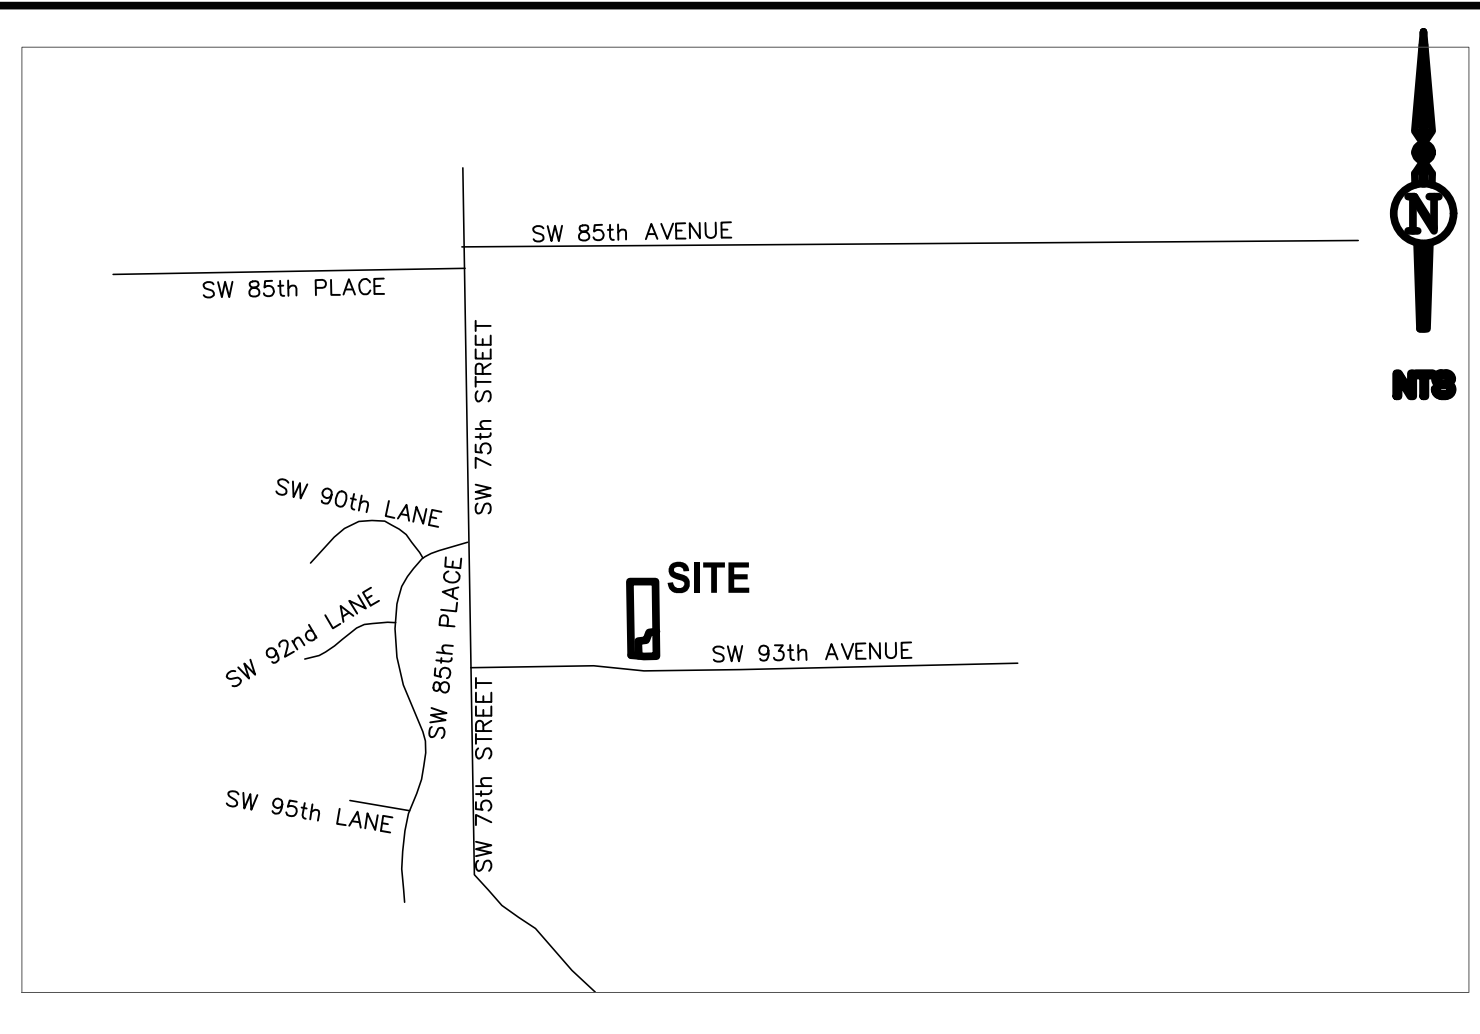 N
SW 85th AVENUE
SW 85th PLACE
SW 75th STREET
NTS
SW 90th LANE
SITE
SW 92nd LANE
SW 85th PLACE
SW 93th AVENUE
SW 75th STREET
SW 95th LANE